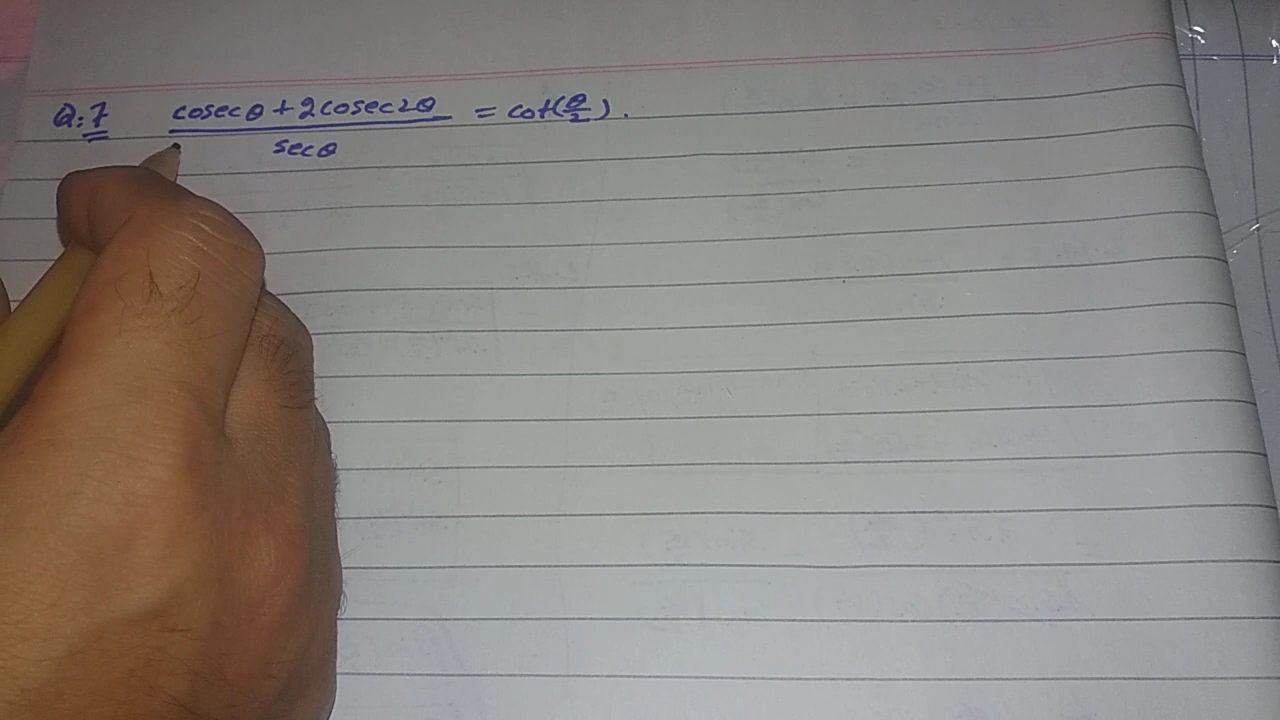 Q:7 cosecθ+2cosec2θ = cot(θ/2).
secθ